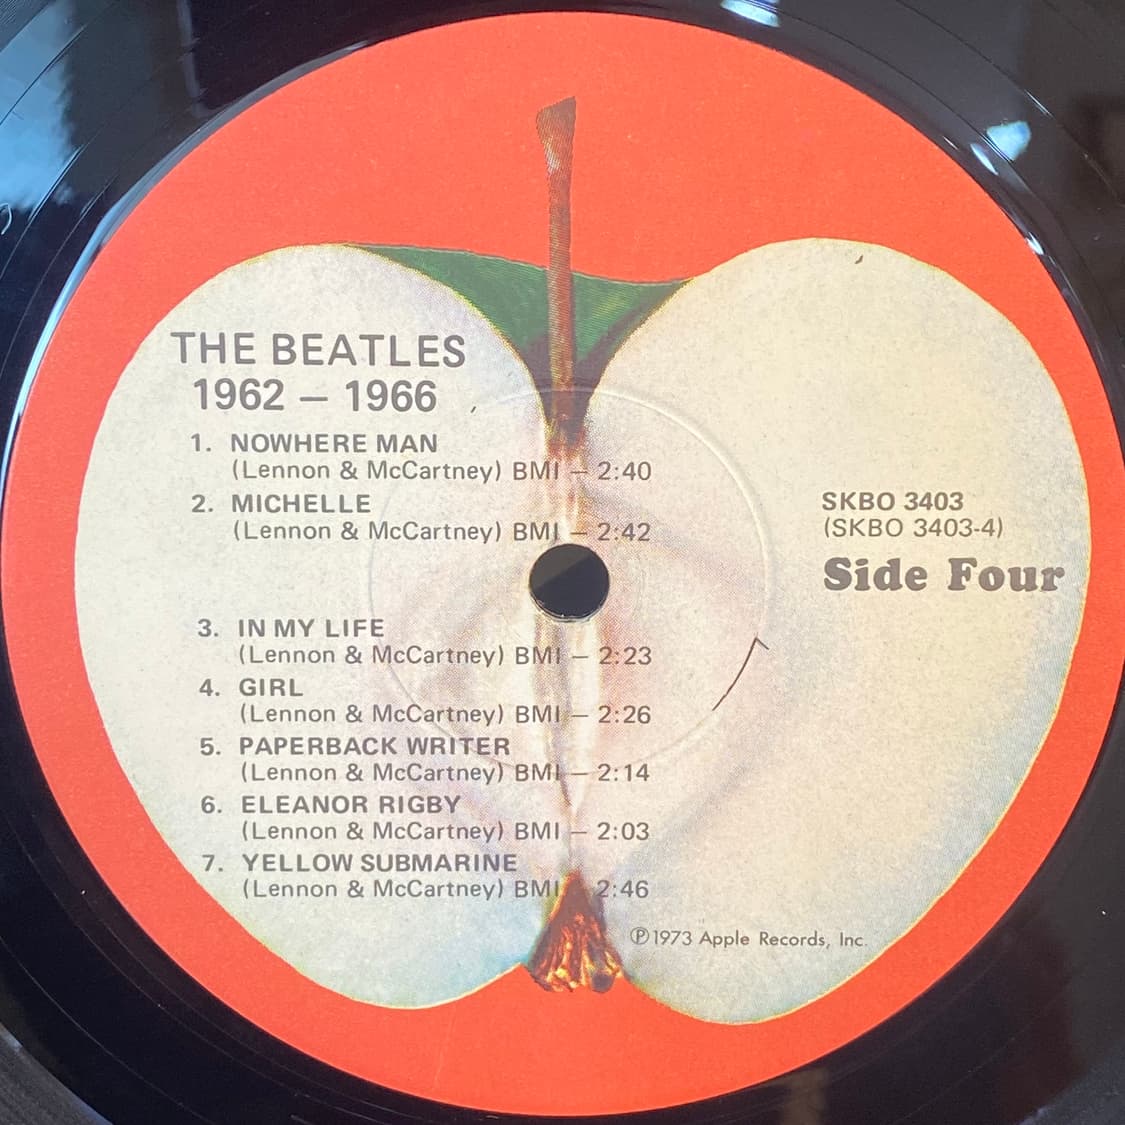 THE BEATLES
1962 – 1966
1. NOWHERE MAN
(Lennon & McCartney) BMI – 2:40
2. MICHELLE
(Lennon & McCartney) BMI – 2:42
3. IN MY LIFE
(Lennon & McCartney) BMI – 2:23
4. GIRL
(Lennon & McCartney) BMI – 2:26
5. PAPERBACK WRITER
(Lennon & McCartney) BMI – 2:14
6. ELEANOR RIGBY
(Lennon & McCartney) BMI – 2:03
7. YELLOW SUBMARINE
(Lennon & McCartney) BMI – 2:46
SKBO 3403
(SKBO 3403-4)
Side Four
℗1973 Apple Records, Inc.